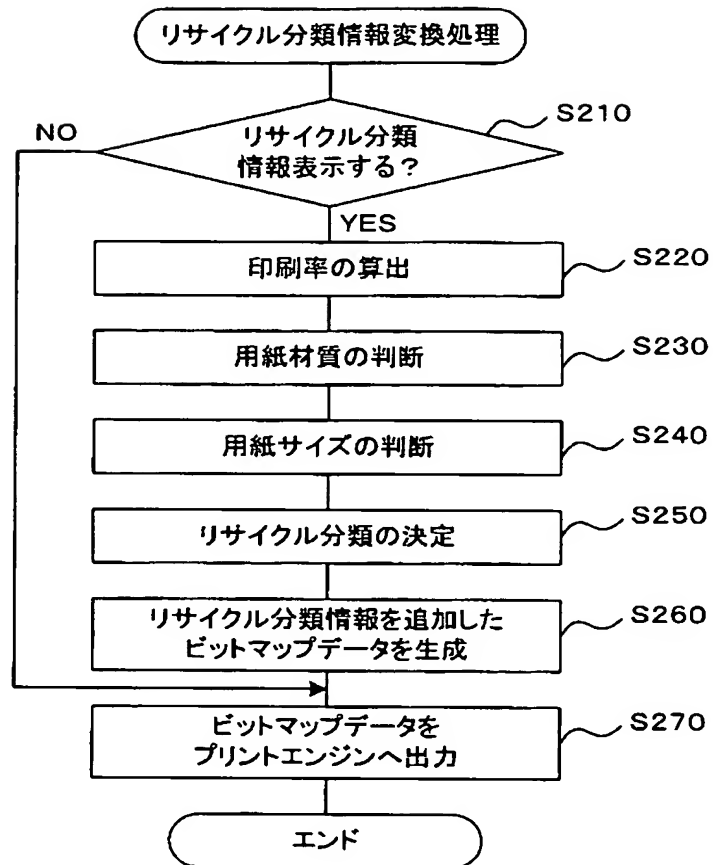 リサイクル分類情報変換処理
リサイクル分類
情報表示する？
S210
NO
YES
印刷率の算出
S220
用紙材質の判断
S230
用紙サイズの判断
S240
リサイクル分類の決定
S250
リサイクル分類情報を追加した
ビットマップデータを生成
S260
ビットマップデータを
プリントエンジンへ出力
S270
エンド